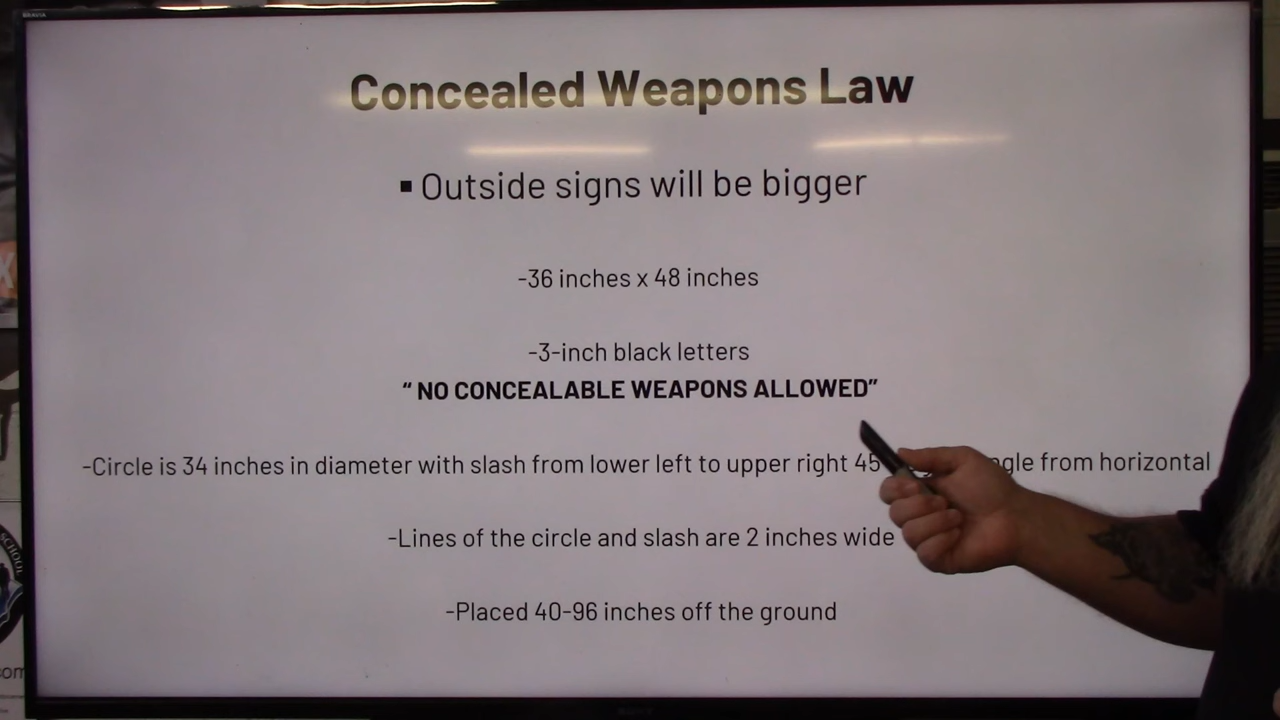 BRAVIA
Concealed Weapons Law
▪ Outside signs will be bigger
-36 inches x 48 inches
-3-inch black letters
“ NO CONCEALABLE WEAPONS ALLOWED”
-Circle is 34 inches in diameter with slash from lower left to upper right 45 from horizontal
-Lines of the circle and slash are 2 inches wide
-Placed 40-96 inches off the ground
SCHOOL